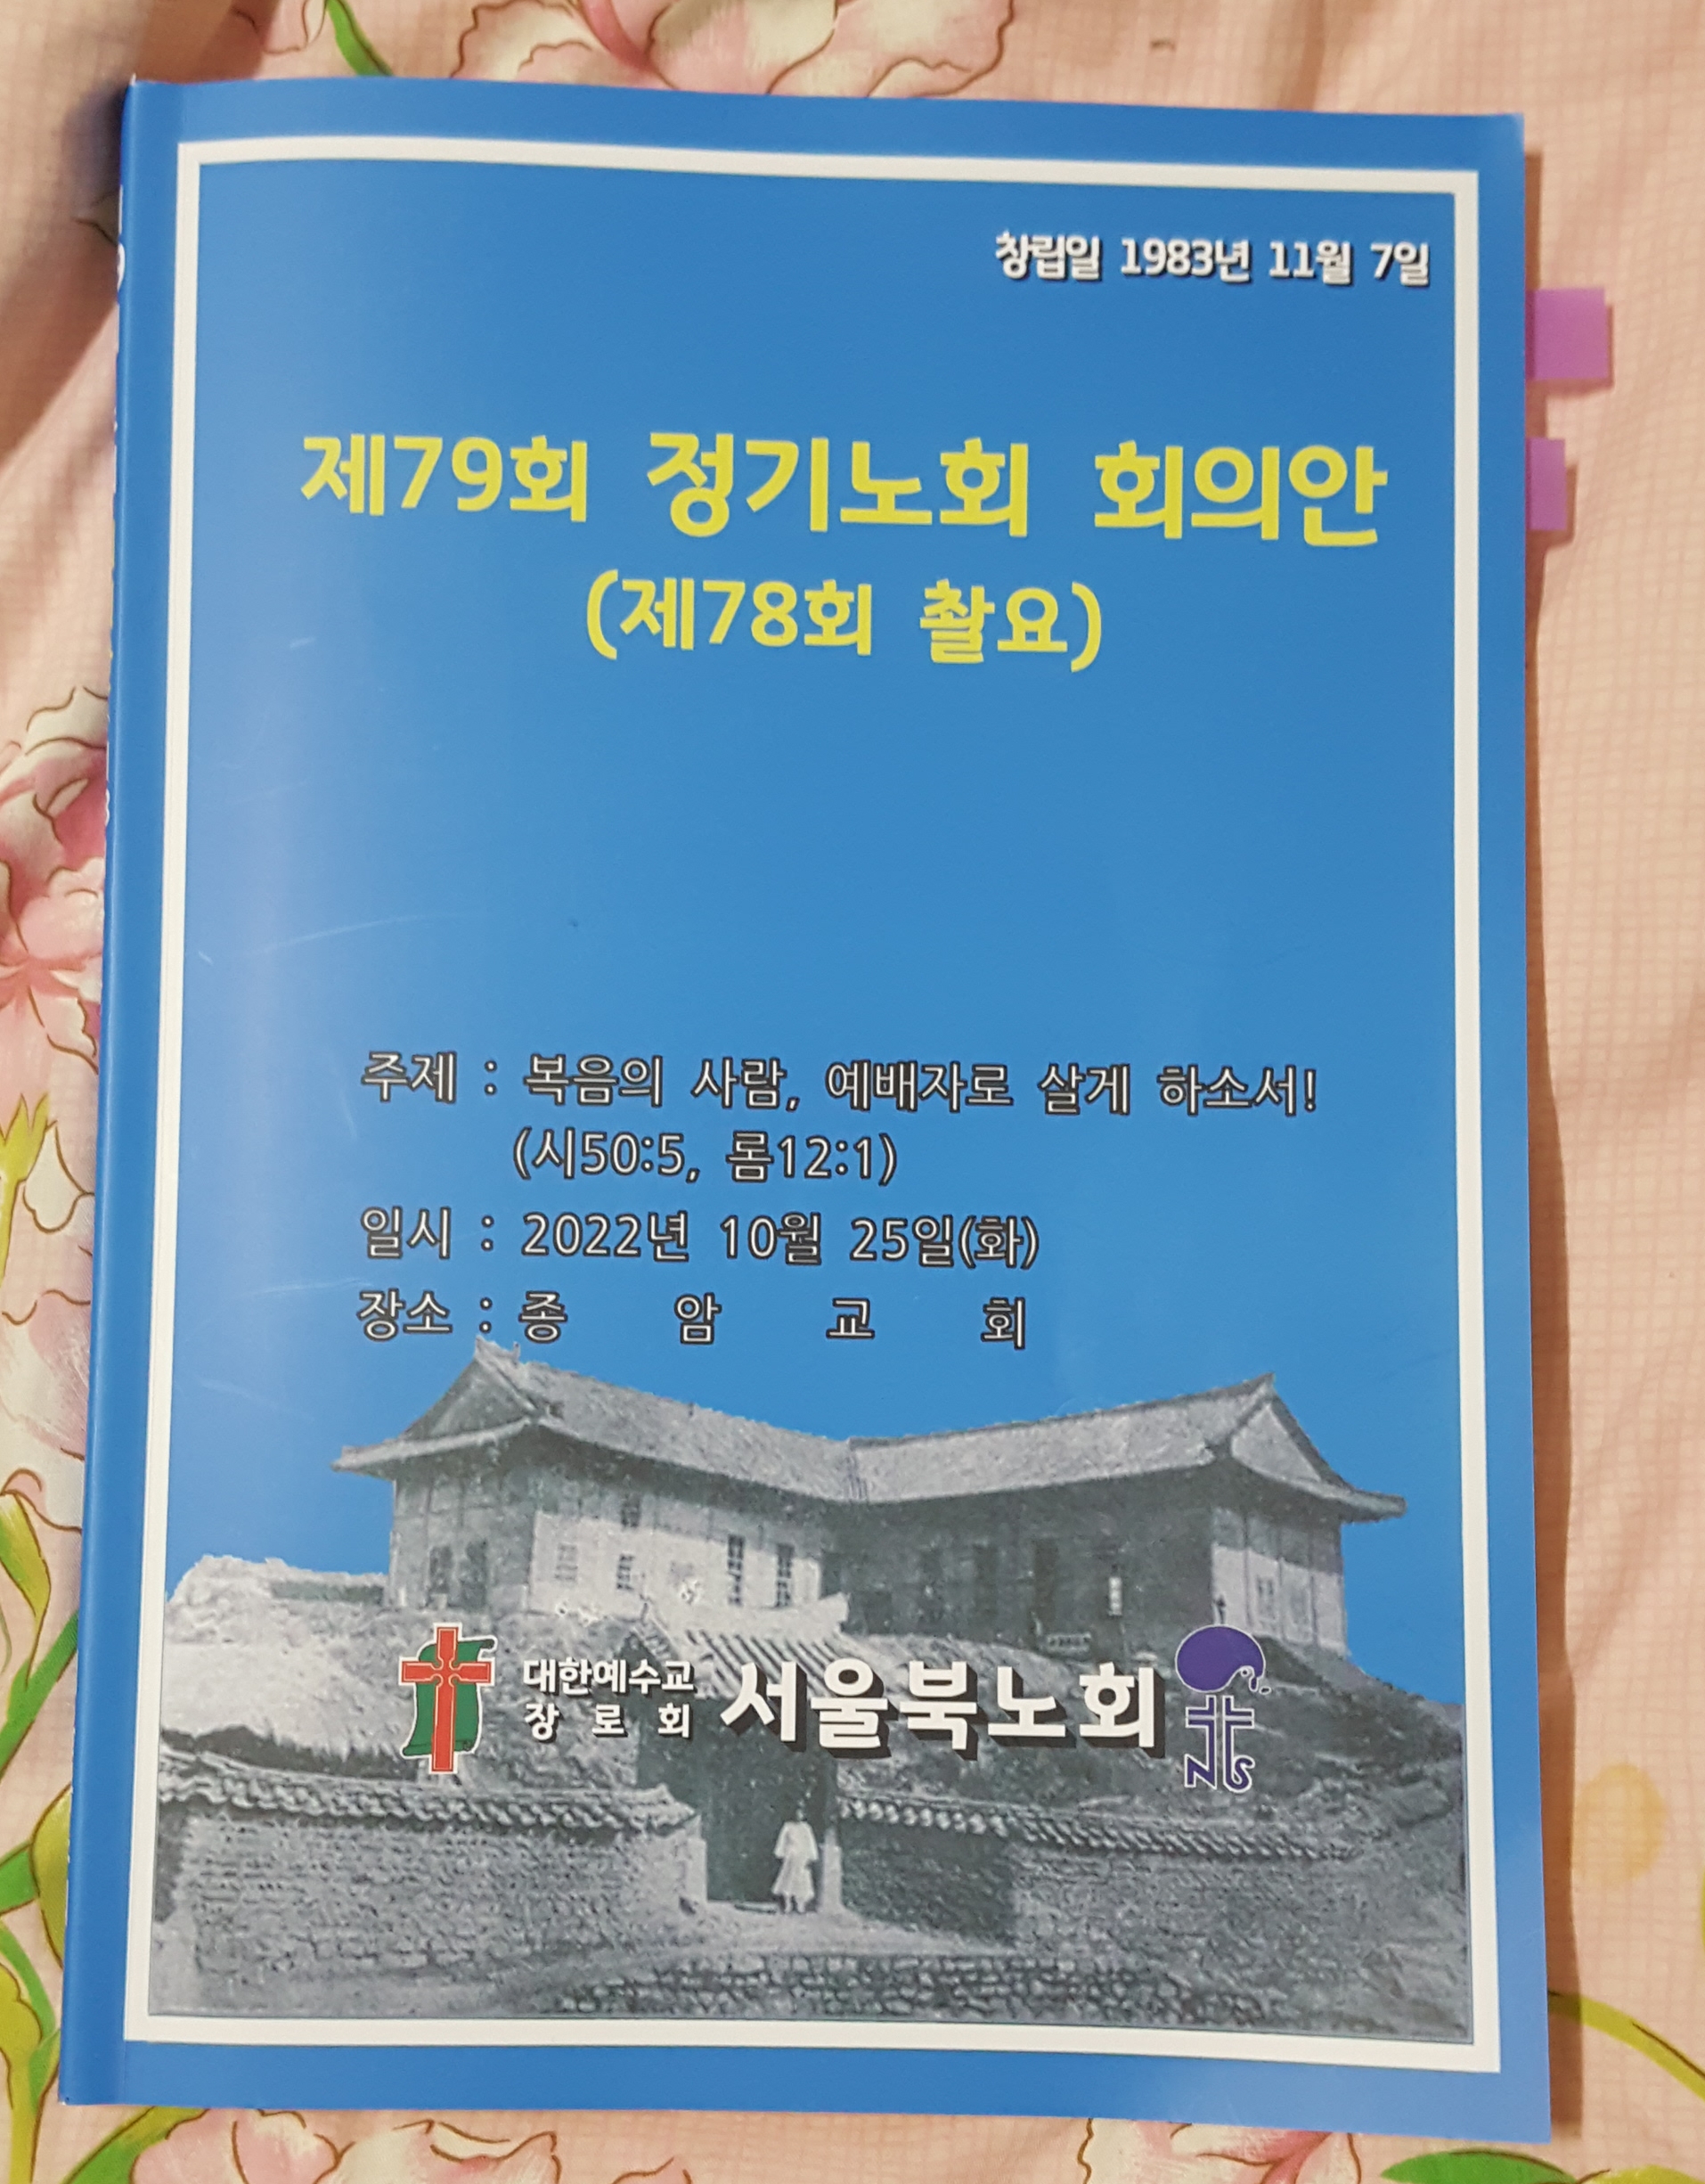 창립일 1983년 11월 7일
제79회 정기노회 회의안
(제78회 촬요)
주제 : 복음의 사람, 예배자로 살게 하소서!
(시50:5, 롬12:1)
일시 : 2022년 10월 25일(화)
장소 : 종 암 교 회
대한예수교
장 로 회
서울북노회